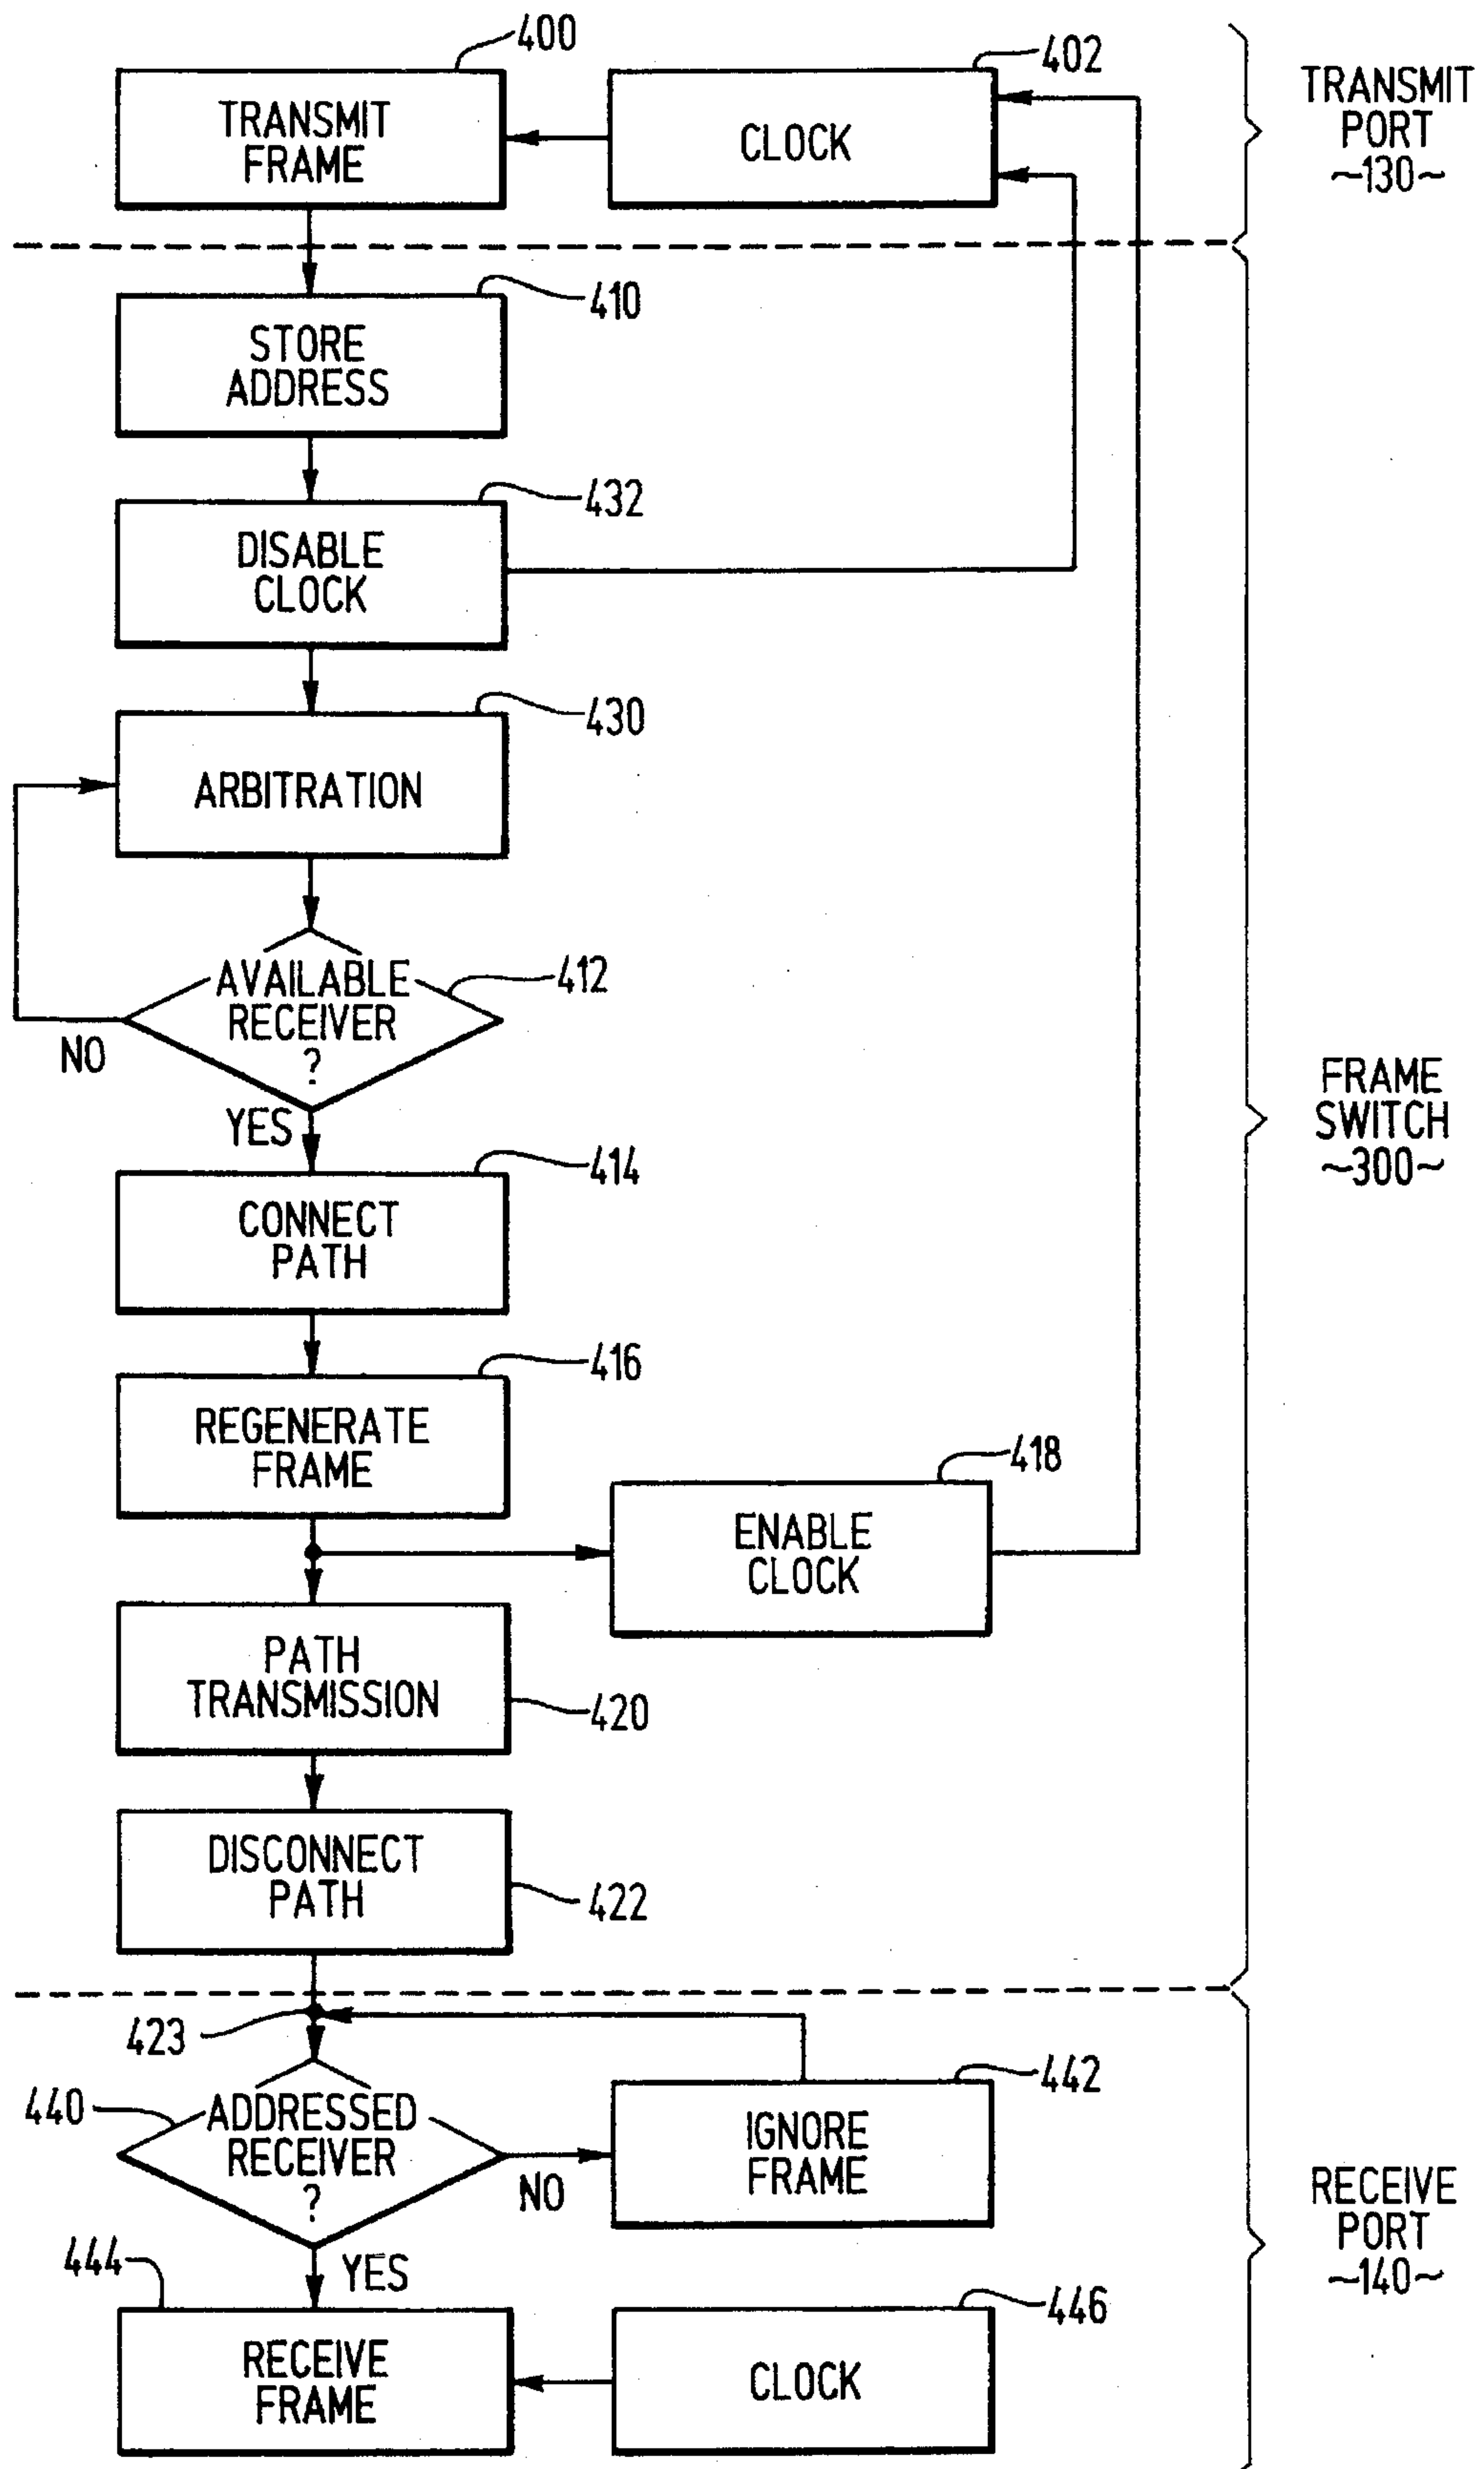 400
402
TRANSMIT
FRAME
CLOCK
TRANSMIT
PORT
~130~
410
STORE
ADDRESS
432
DISABLE
CLOCK
430
ARBITRATION
412
AVAILABLE
RECEIVER
?
NO
YES
FRAME
SWITCH
~300~
414
CONNECT
PATH
416
REGENERATE
FRAME
418
ENABLE
CLOCK
PATH
TRANSMISSION
420
DISCONNECT
PATH
422
423
440
ADDRESSED
RECEIVER
?
NO
442
IGNORE
FRAME
RECEIVE
PORT
~140~
444
YES
446
RECEIVE
FRAME
CLOCK